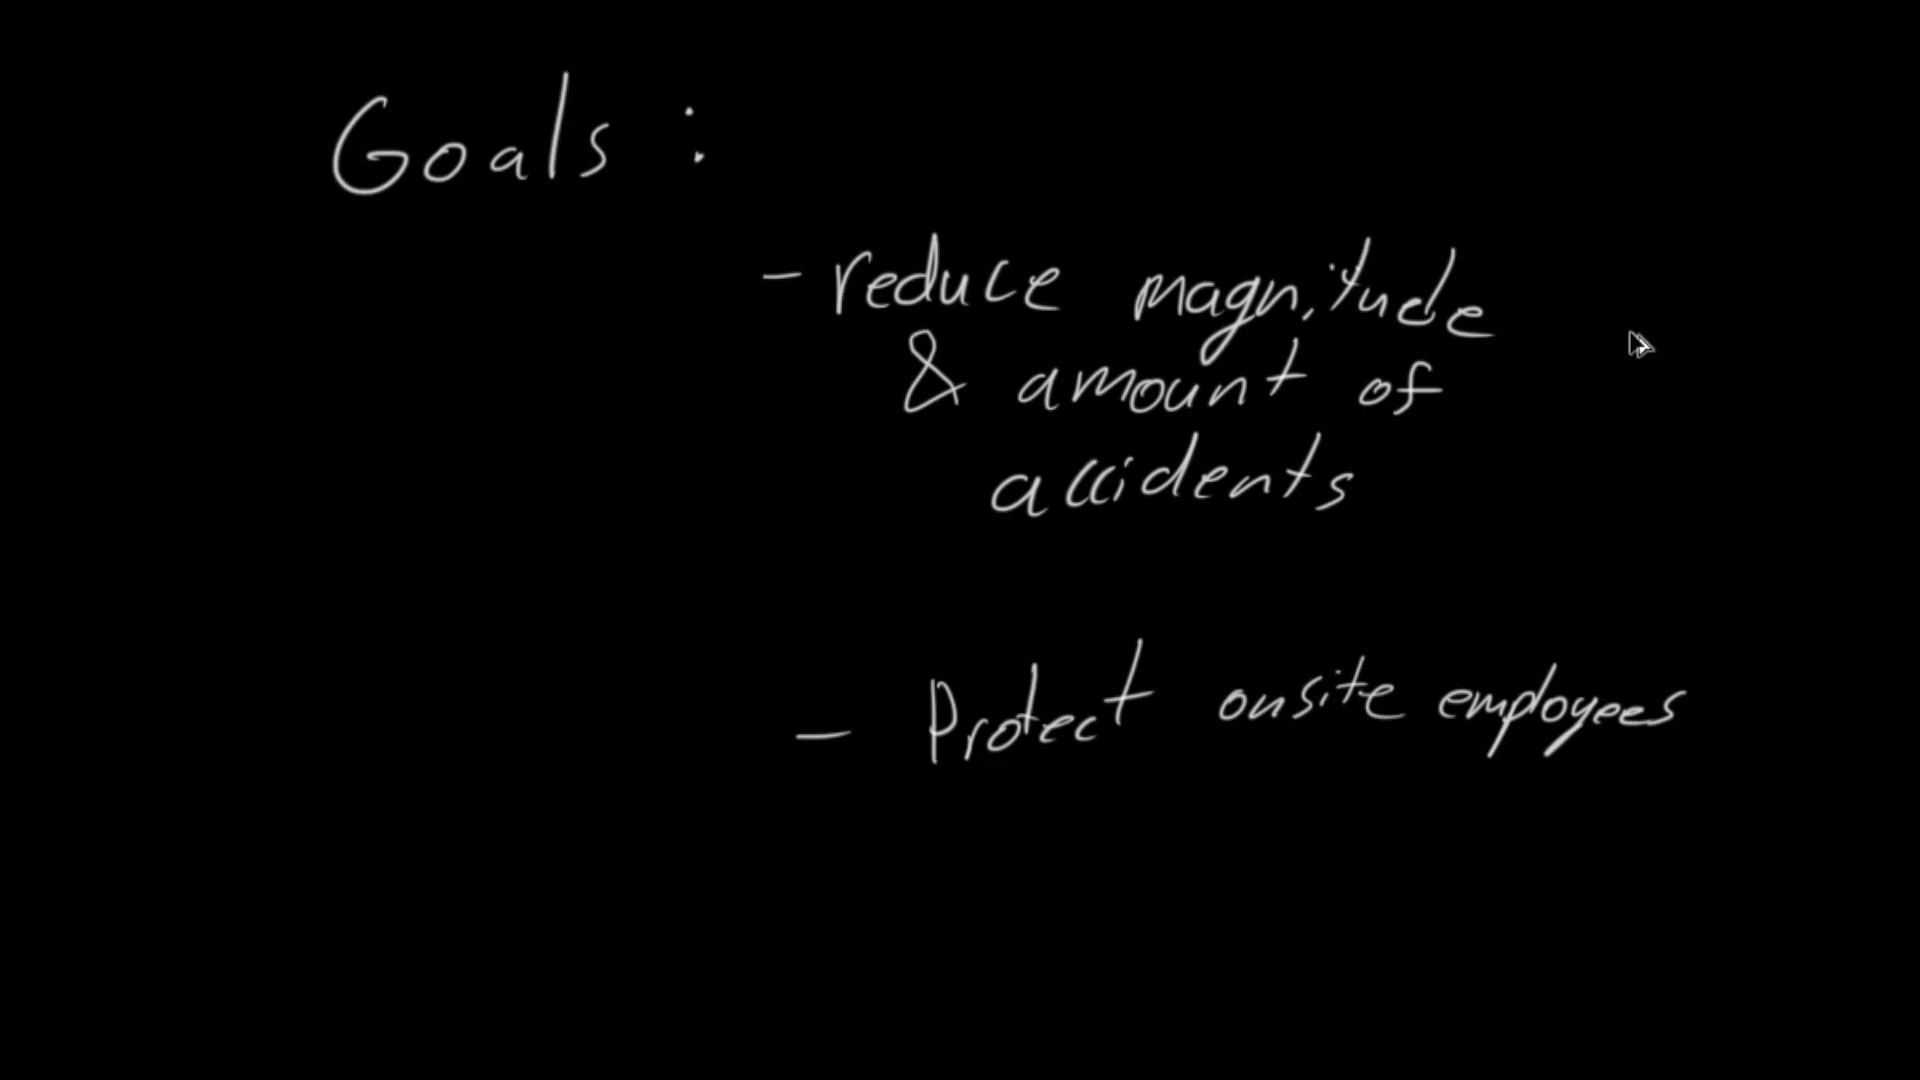 Goals :
- reduce magnitude
& amount of
accidents
- Protect onsite employees